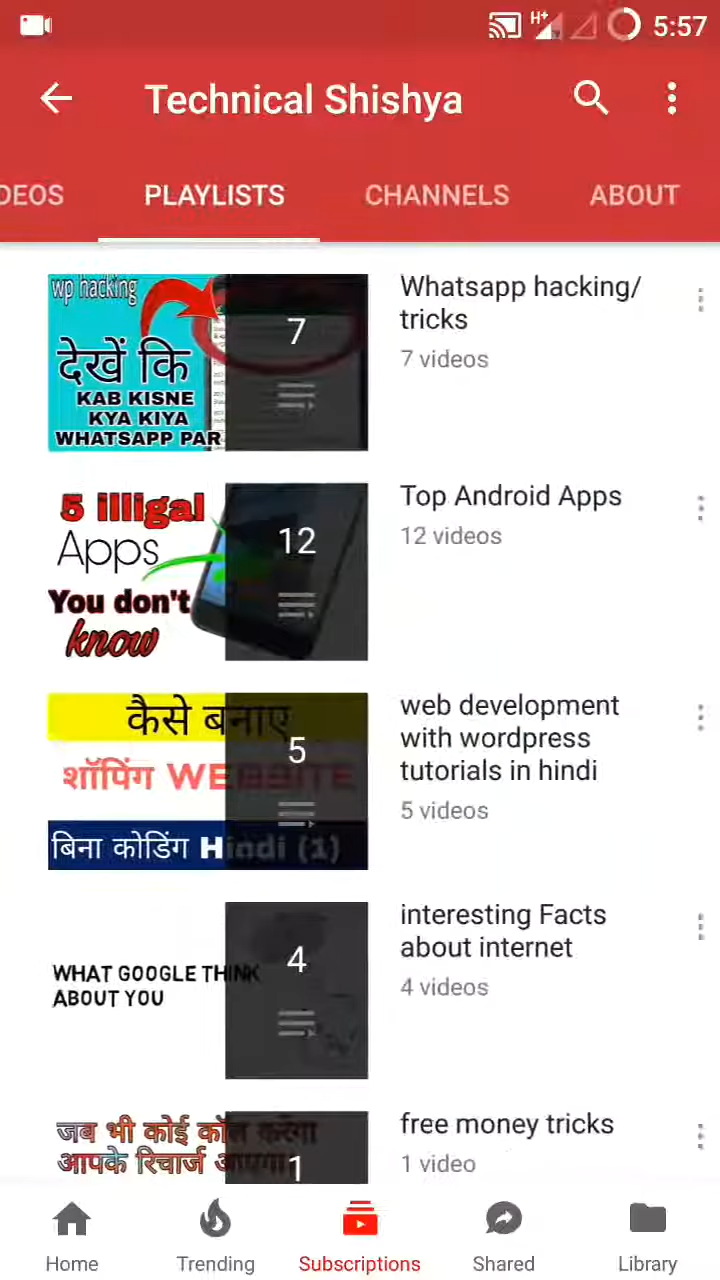 H+ 5:57
Technical Shishya
DEOS PLAYLISTS CHANNELS ABOUT
wp hacking
देखें कि
KAB KISNE
KYA KIYA
WHATSAPP PAR
7
Whatsapp hacking/
tricks
7 videos
5 illigal
Apps
You don't
know
12
Top Android Apps
12 videos
कैसे बनाए
शॉपिंग WEBSITE
बिना कोडिंग Hindi (1)
5
web development
with wordpress
tutorials in hindi
5 videos
WHAT GOOGLE THINK
ABOUT YOU
4
interesting Facts
about internet
4 videos
जब भी कोई कॉल करेगा
आपके रिचार्ज आएगा
1
free money tricks
1 video
Home Trending Subscriptions Shared Library